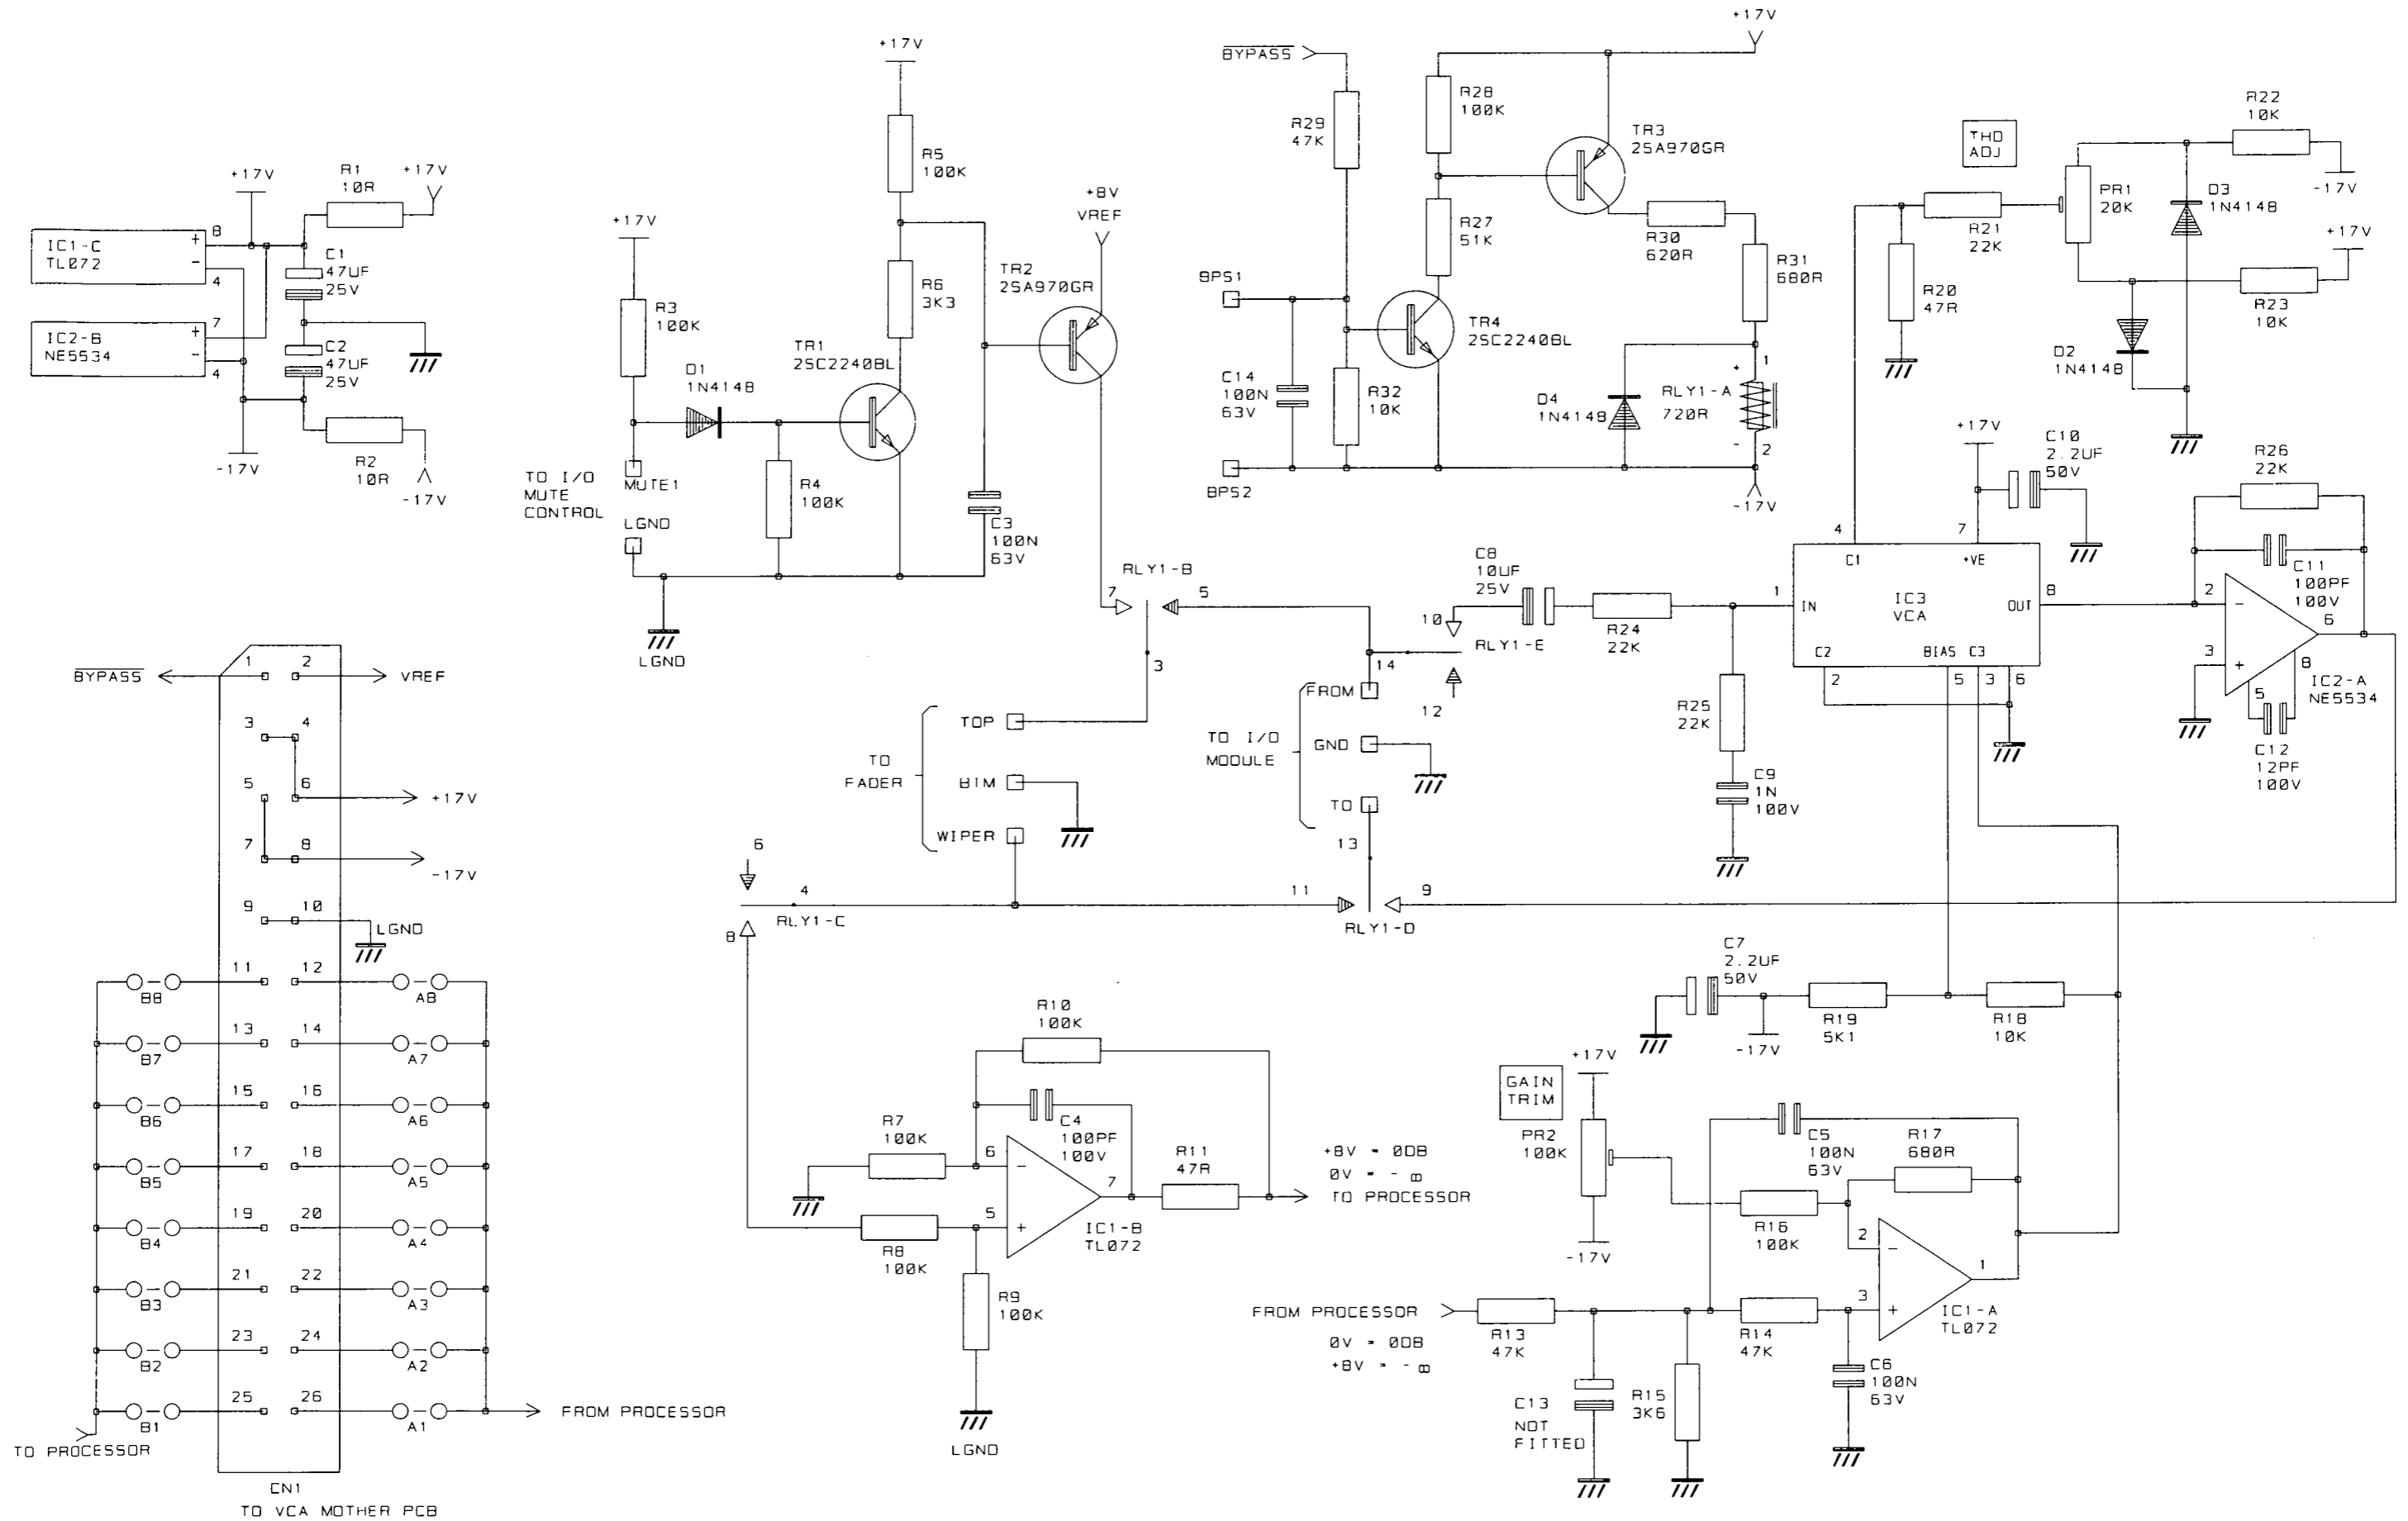 +17V
+17V
BYPASS
R28
100K
R29
47K
TR3
2SA970GR
R22
10K
THD
ADJ
-17V
+17V
R1
10R
+17V
R5
100K
+8V
VREF
R27
51K
R30
620R
R31
680R
R21
22K
PR1
20K
D3
1N4148
+17V
R23
10K
R20
47R
D2
1N4148
IC1-C
TL072
+
-
8
4
C1
47UF
25V
IC2-B
NE5534
+
-
7
4
C2
47UF
25V
-17V
R2
10R
-17V
+17V
R3
100K
D1
1N4148
TR1
2SC2240BL
R6
3K3
TR2
2SA970GR
BPS1
TR4
2SC2240BL
C14
100N
63V
R32
10K
D4
1N4148
RLY1-A
720R
+
1
-
2
BPS2
-17V
TO I/O
MUTE
CONTROL
MUTE1
LGND
R4
100K
C3
100N
63V
LGND
+17V
C10
2.2UF
50V
R26
22K
4
7
C1
+VE
C11
100PF
100V
RLY1-B
7
5
3
C8
10UF
25V
10
RLY1-E
14
12
R24
22K
1
IN
IC3
VCA
OUT
8
C2
BIAS
C3
2
5
3
6
2
-
3
+
6
8
5
IC2-A
NE5534
C12
12PF
100V
R25
22K
C9
1N
100V
TO
FADER
TOP
BTM
WIPER
TO I/O
MODULE
FROM
GND
TO
13
6
4
RLY1-C
8
11
9
RLY1-D
BYPASS
1
2
VREF
3
4
5
6
+17V
7
8
-17V
9
10
LGND
11
12
B8
A8
13
14
B7
A7
15
16
B6
A6
17
18
B5
A5
19
20
B4
A4
21
22
B3
A3
23
24
B2
A2
25
26
B1
A1
TO PROCESSOR
FROM PROCESSOR
CN1
TO VCA MOTHER PCB
R10
100K
R7
100K
C4
100PF
100V
R11
47R
6
-
5
+
7
IC1-B
TL072
R8
100K
R9
100K
LGND
+8V = 0DB
0V = - ∞
TO PROCESSOR
C7
2.2UF
50V
R19
5K1
R18
10K
-17V
+17V
GAIN
TRIM
PR2
100K
-17V
C5
100N
63V
R17
680R
R16
100K
2
-
3
+
1
IC1-A
TL072
FROM PROCESSOR
0V = 0DB
+8V = - ∞
R13
47K
R14
47K
C13
NOT
FITTED
R15
3K6
C6
100N
63V